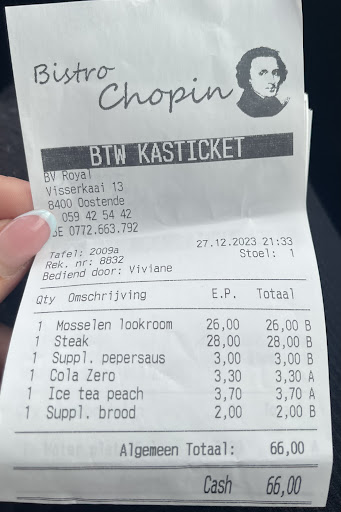 Bistro
Chopin
BTW KASTICKET
BV Royal
Visserkaai 13
8400 Oostende
059 42 54 42
BE 0772.663.792
Tafel: 2009a 27.12.2023 21:33
Rek. nr: 8832 Stoel: 1
Bediend door: Viviane
Qty Omschrijving E.P. Totaal
1 Mosselen lookroom 26,00 26,00 B
1 Steak 28,00 28,00 B
1 Suppl. pepersaus 3,00 3,00 B
1 Cola Zero 3,30 3,30 A
1 Ice tea peach 3,70 3,70 A
1 Suppl. brood 2,00 2,00 B
Algemeen Totaal: 66,00
Cash 66,00